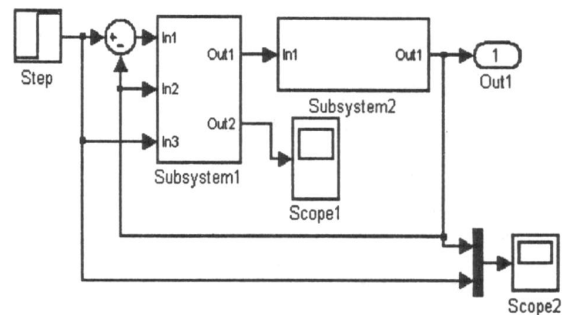 +
-
Step
In1
In2
In3
Out1
Out2
Subsystem1
In1
Out1
Subsystem2
1
Out1
Scope1
Scope2